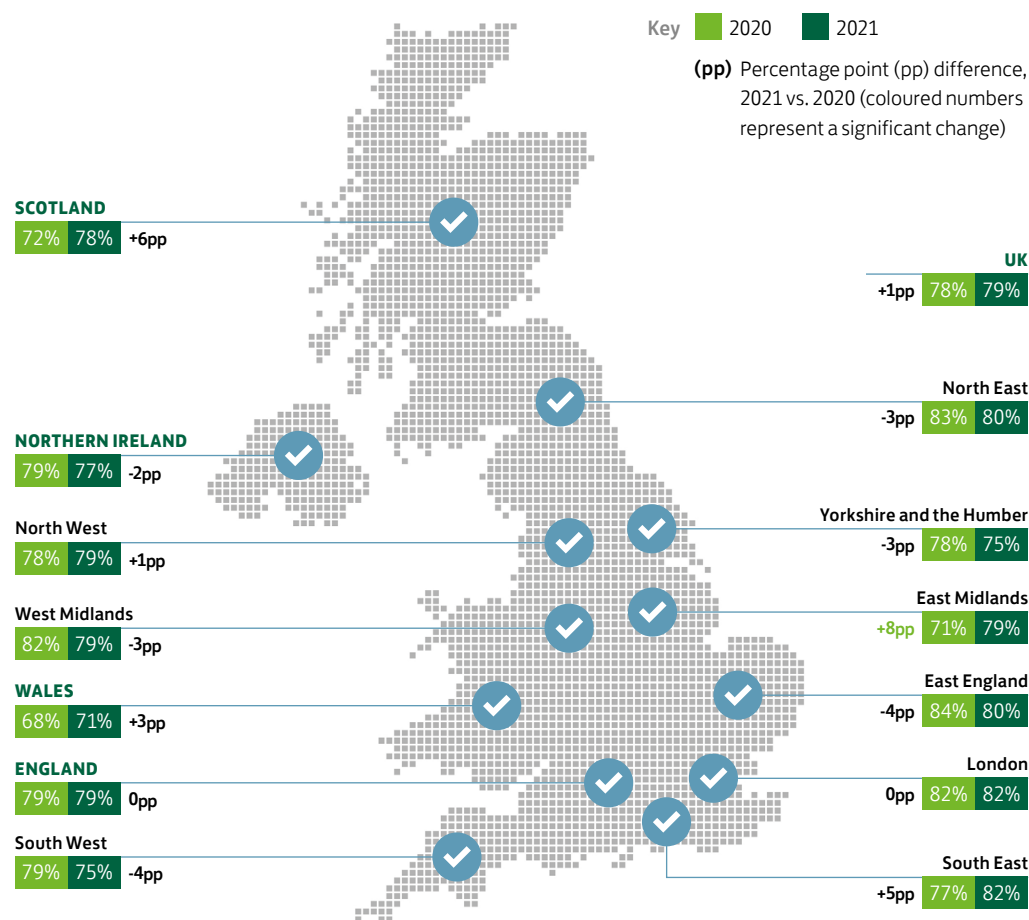 Key 2020 2021
(pp) Percentage point (pp) difference,
2021 vs. 2020 (coloured numbers
represent a significant change)
SCOTLAND
72% 78% +6pp
NORTHERN IRELAND
79% 77% -2pp
North West
78% 79% +1pp
West Midlands
82% 79% -3pp
WALES
68% 71% +3pp
ENGLAND
79% 79% 0pp
South West
79% 75% -4pp
UK
+1pp 78% 79%
North East
-3pp 83% 80%
Yorkshire and the Humber
-3pp 78% 75%
East Midlands
+8pp 71% 79%
East England
-4pp 84% 80%
London
0pp 82% 82%
South East
+5pp 77% 82%